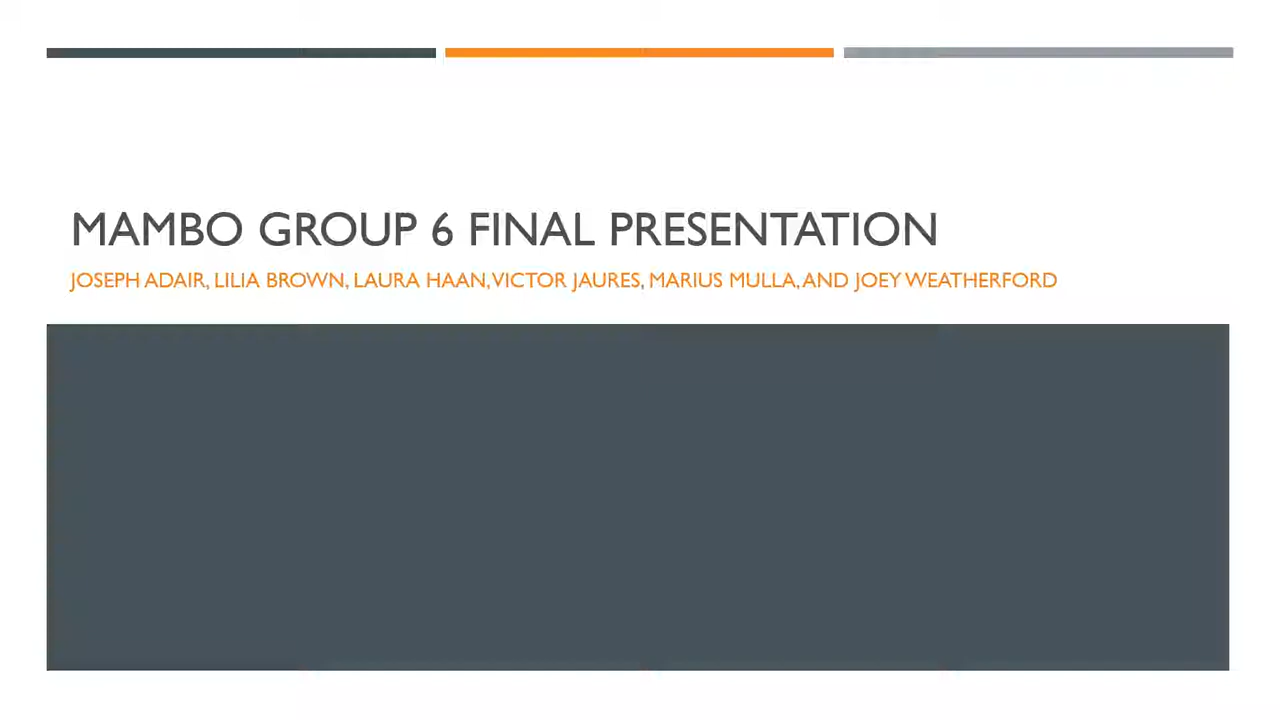 MAMBO GROUP 6 FINAL PRESENTATION
JOSEPH ADAIR, LILIA BROWN, LAURA HAAN, VICTOR JAURES, MARIUS MULLA, AND JOEY WEATHERFORD